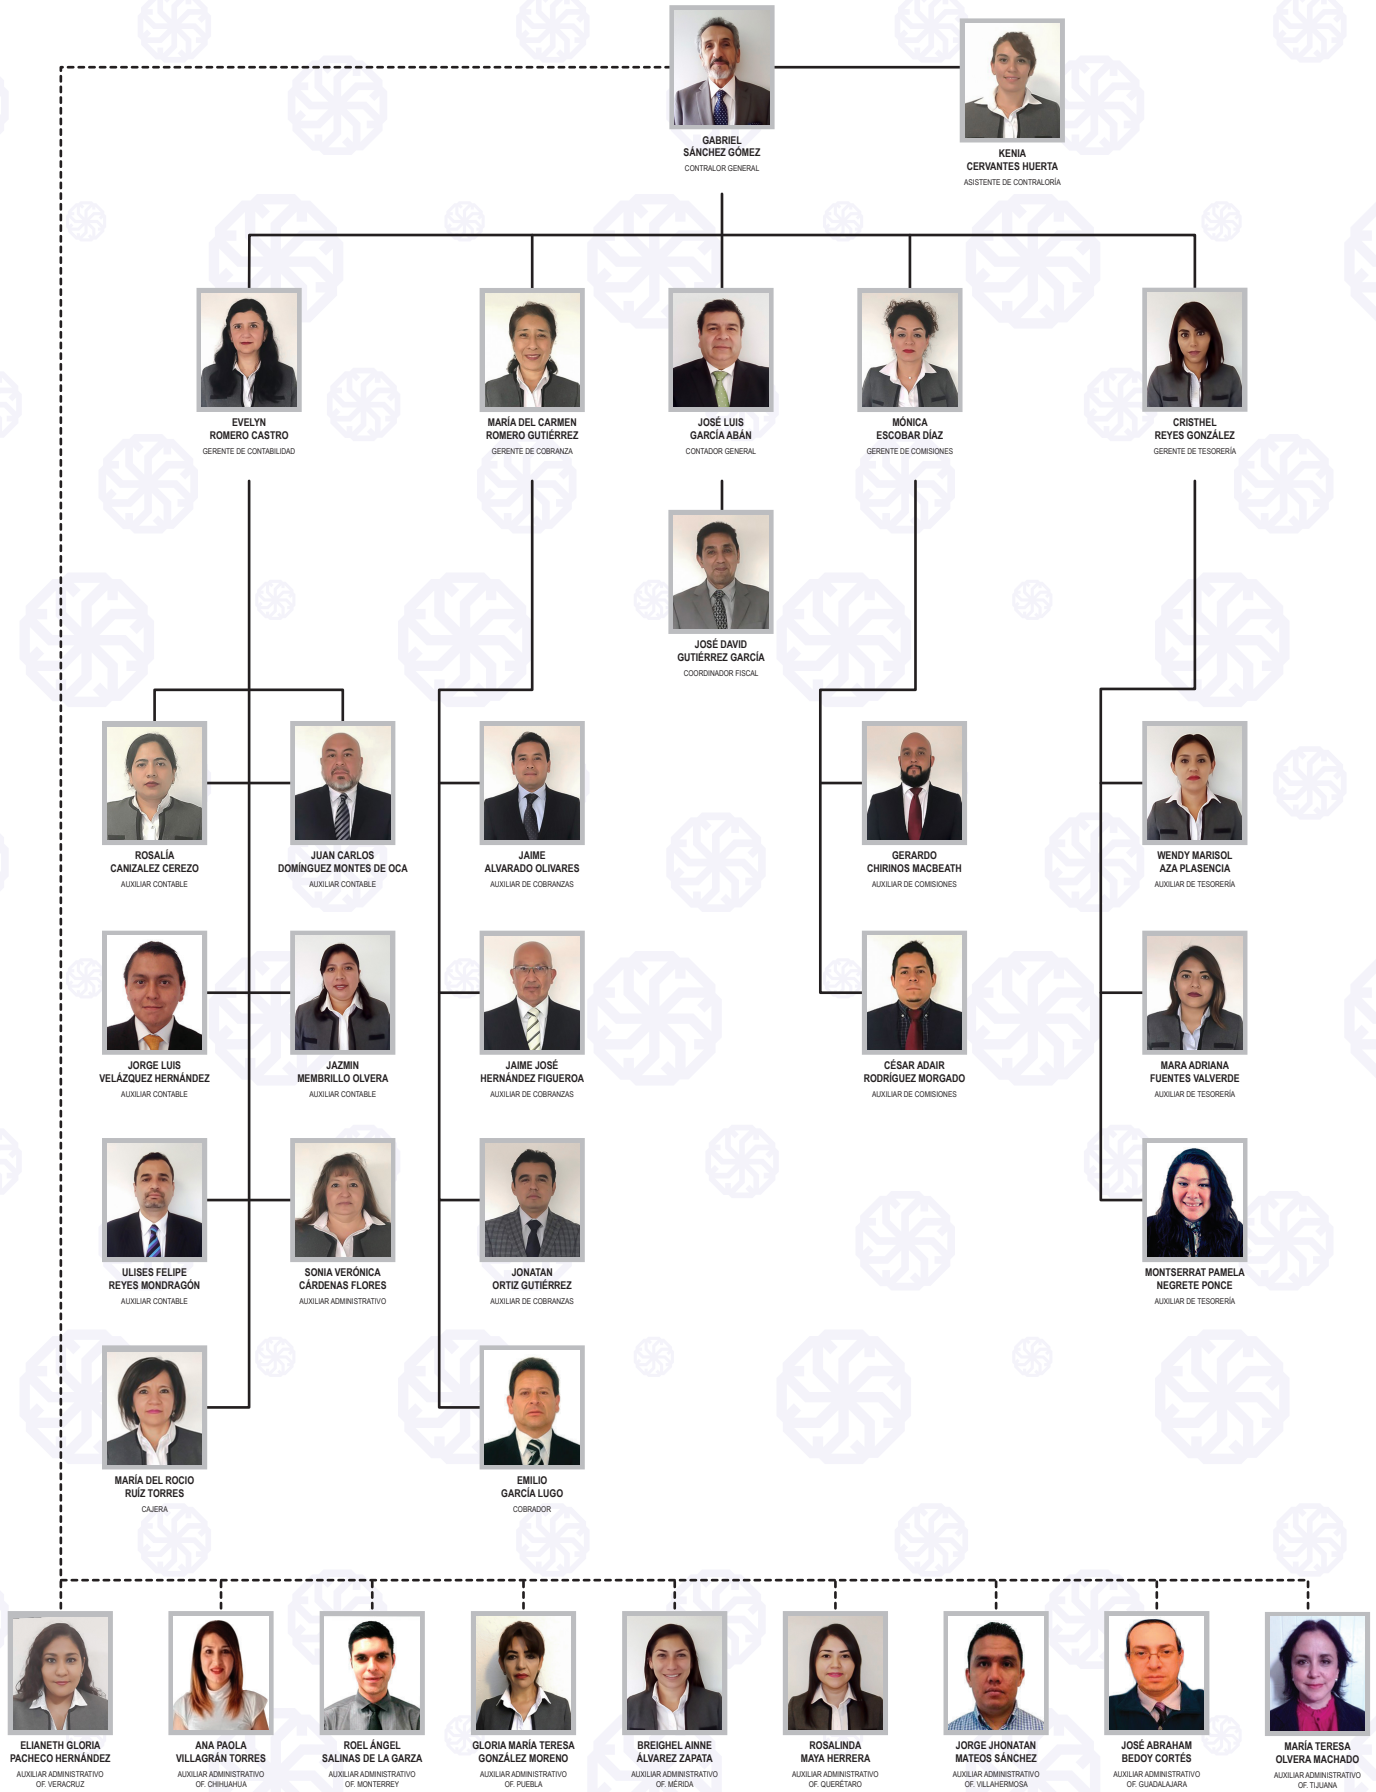 GABRIEL
SÁNCHEZ GÓMEZ
CONTRALOR GENERAL
KENIA
CERVANTES HUERTA
ASISTENTE DE CONTRALORÍA
EVELYN
ROMERO CASTRO
GERENTE DE CONTABILIDAD
MARÍA DEL CARMEN
ROMERO GUTIÉRREZ
GERENTE DE COBRANZA
JOSÉ LUIS
GARCÍA ABÁN
CONTADOR GENERAL
MÓNICA
ESCOBAR DÍAZ
GERENTE DE COMISIONES
CRISTHEL
REYES GONZÁLEZ
GERENTE DE TESORERÍA
JOSÉ DAVID
GUTIÉRREZ GARCÍA
COORDINADOR FISCAL
ROSALÍA
CANIZALEZ CEREZO
AUXILIAR CONTABLE
JUAN CARLOS
DOMÍNGUEZ MONTES DE OCA
AUXILIAR CONTABLE
JAIME
ALVARADO OLIVARES
AUXILIAR DE COBRANZAS
GERARDO
CHIRINOS MACBEATH
AUXILIAR DE COMISIONES
WENDY MARISOL
AZA PLASENCIA
AUXILIAR DE TESORERÍA
JORGE LUIS
VELÁZQUEZ HERNÁNDEZ
AUXILIAR CONTABLE
JAZMIN
MEMBRILLO OLVERA
AUXILIAR CONTABLE
JAIME JOSÉ
HERNÁNDEZ FIGUEROA
AUXILIAR DE COBRANZAS
CÉSAR ADAIR
RODRÍGUEZ MORGADO
AUXILIAR DE COMISIONES
MARA ADRIANA
FUENTES VALVERDE
AUXILIAR DE TESORERÍA
ULISES FELIPE
REYES MONDRAGÓN
AUXILIAR CONTABLE
SONIA VERÓNICA
CÁRDENAS FLORES
AUXILIAR ADMINISTRATIVO
JONATAN
ORTIZ GUTIÉRREZ
AUXILIAR DE COBRANZAS
MONTSERRAT PAMELA
NEGRETE PONCE
AUXILIAR DE TESORERÍA
MARÍA DEL ROCIO
RUÍZ TORRES
CAJERA
EMILIO
GARCÍA LUGO
COBRADOR
ELIANETH GLORIA
PACHECO HERNÁNDEZ
AUXILIAR ADMINISTRATIVO
OF. VERACRUZ
ANA PAOLA
VILLAGRÁN TORRES
AUXILIAR ADMINISTRATIVO
OF. CHIHUAHUA
ROEL ÁNGEL
SALINAS DE LA GARZA
AUXILIAR ADMINISTRATIVO
OF. MONTERREY
GLORIA MARÍA TERESA
GONZÁLEZ MORENO
AUXILIAR ADMINISTRATIVO
OF. PUEBLA
BREIGHEL AINNE
ÁLVAREZ ZAPATA
AUXILIAR ADMINISTRATIVO
OF. MÉRIDA
ROSALINDA
MAYA HERRERA
AUXILIAR ADMINISTRATIVO
OF. QUERÉTARO
JORGE JHONATAN
MATEOS SÁNCHEZ
AUXILIAR ADMINISTRATIVO
OF. VILLAHERMOSA
JOSÉ ABRAHAM
BEDOY CORTÉS
AUXILIAR ADMINISTRATIVO
OF. GUADALAJARA
MARÍA TERESA
OLVERA MACHADO
AUXILIAR ADMINISTRATIVO
OF. TIJUANA